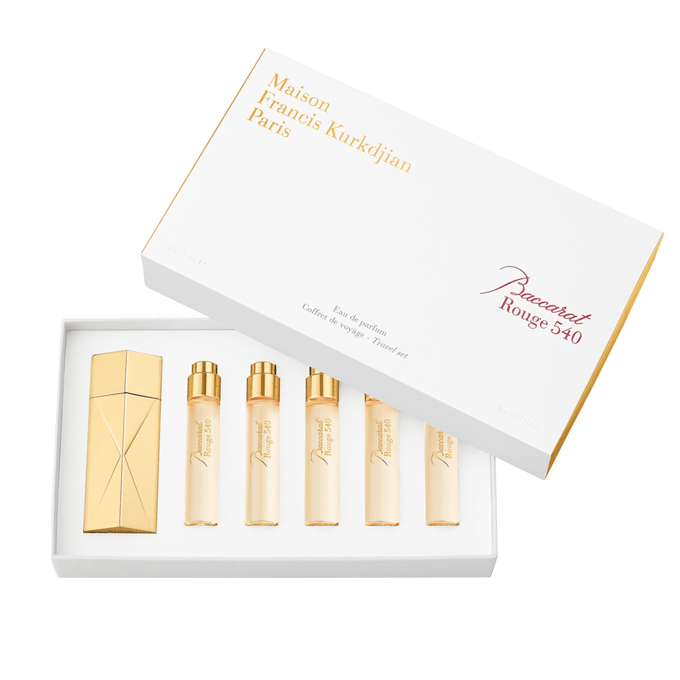 Maison
Francis Kurkdjian
Paris
Baccarat
Rouge 540
Eau de parfum
Coffret de voyage - Travel set
Baccarat
Rouge 540
Baccarat
Rouge 540
Baccarat
Rouge 540
Baccarat
Rouge 540